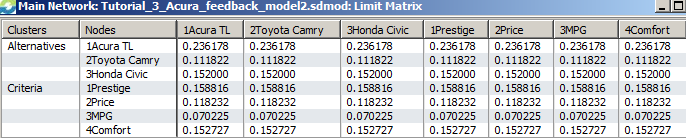 Main Network: Tutorial_3_Acura_feedback_model2.sdmod: Limit Matrix
Clusters Nodes 1Acura TL 2Toyota Camry 3Honda Civic 1Prestige 2Price 3MPG 4Comfort
Alternatives 1Acura TL 0.236178 0.236178 0.236178 0.236178 0.236178 0.236178 0.236178
2Toyota Camry 0.111822 0.111822 0.111822 0.111822 0.111822 0.111822 0.111822
3Honda Civic 0.152000 0.152000 0.152000 0.152000 0.152000 0.152000 0.152000
Criteria 1Prestige 0.158816 0.158816 0.158816 0.158816 0.158816 0.158816 0.158816
2Price 0.118232 0.118232 0.118232 0.118232 0.118232 0.118232 0.118232
3MPG 0.070225 0.070225 0.070225 0.070225 0.070225 0.070225 0.070225
4Comfort 0.152727 0.152727 0.152727 0.152727 0.152727 0.152727 0.152727